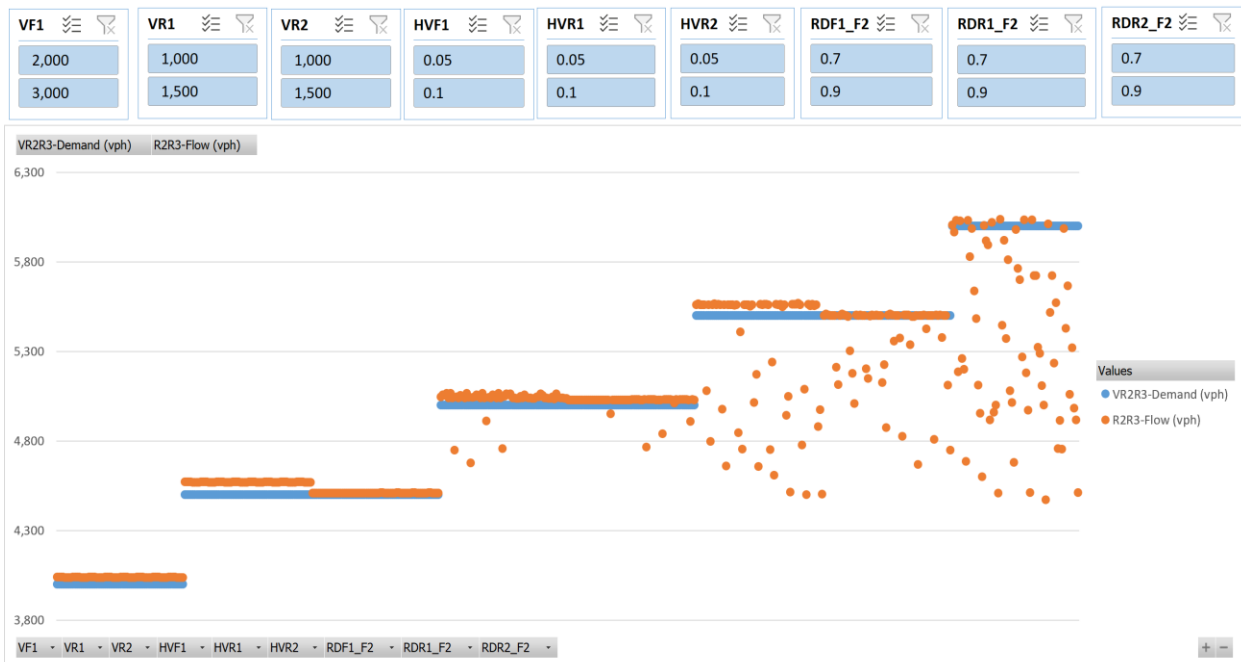 VF1 VR1 VR2 HVF1 HVR1 HVR2 RDF1_F2 RDR1_F2 RDR2_F2
2,000 1,000 1,000 0.05 0.05 0.05 0.7 0.7 0.7
3,000 1,500 1,500 0.1 0.1 0.1 0.9 0.9 0.9
VR2R3-Demand (vph) R2R3-Flow (vph)
6,300
5,800
5,300
4,800
4,300
3,800
Values
VR2R3-Demand (vph)
R2R3-Flow (vph)
VF1 VR1 VR2 HVF1 HVR1 HVR2 RDF1_F2 RDR1_F2 RDR2_F2 + −